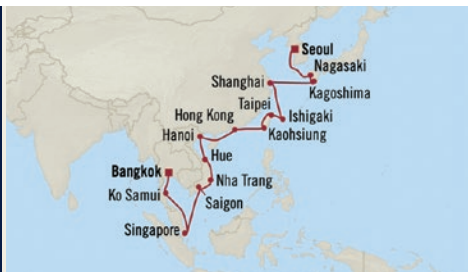 Seoul
Nagasaki
Shanghai
Kagoshima
Taipei
Ishigaki
Hong Kong
Kaohsiung
Hanoi
Hue
Bangkok
Nha Trang
Ko Samui
Saigon
Singapore